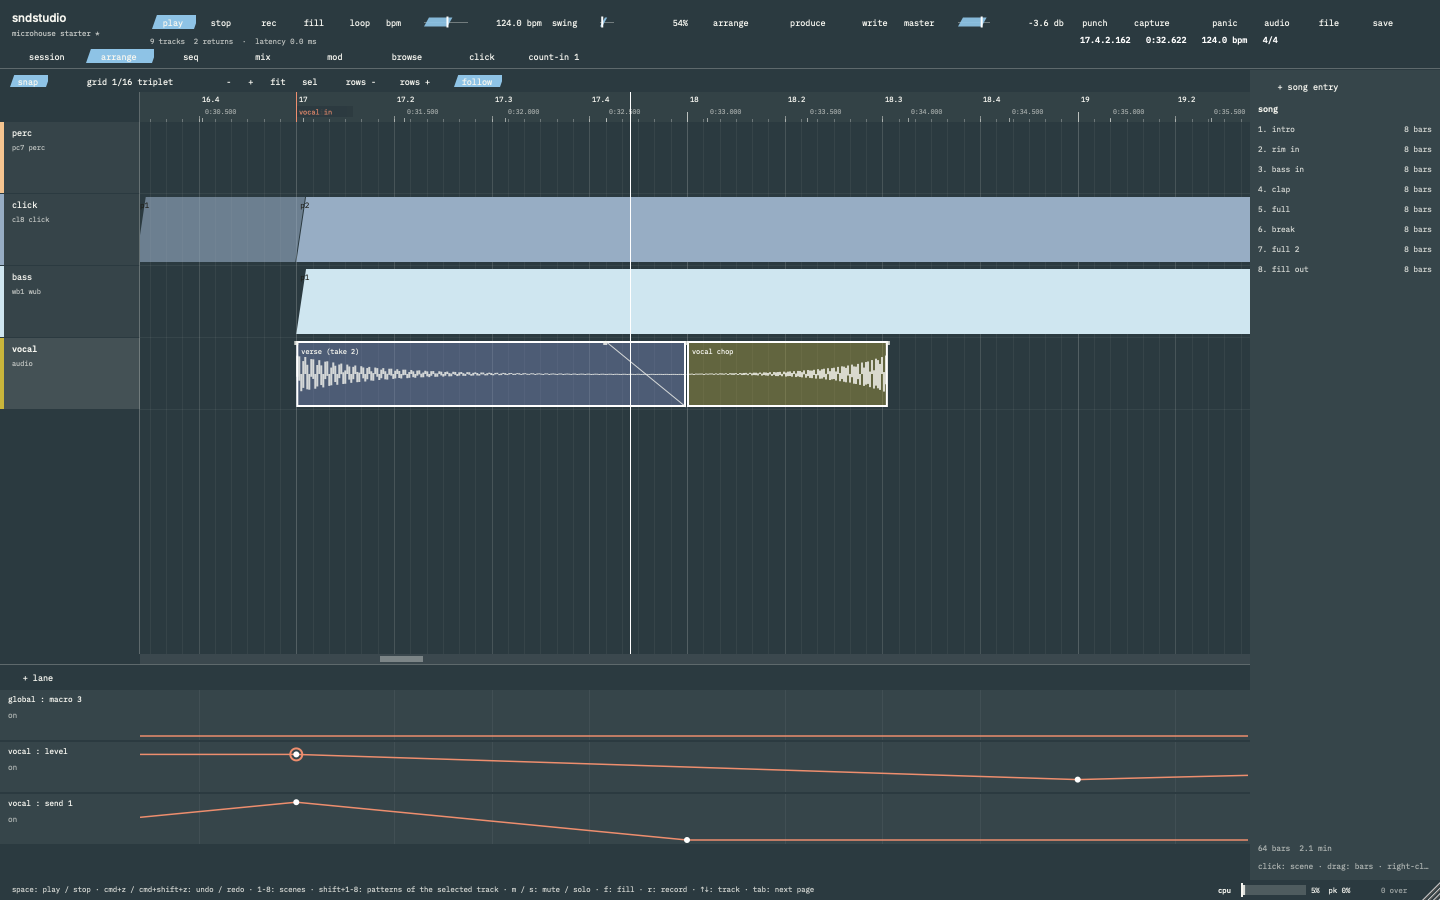 sndstudio
microhouse starter *
play stop rec fill loop bpm 124.0 bpm swing 54% arrange produce write master -3.6 db punch capture panic audio file save
9 tracks 2 returns · latency 0.0 ms
17.4.2.162 0:32.622 124.0 bpm 4/4
session arrange seq mix mod browse click count-in 1
snap grid 1/16 triplet - + fit sel rows - rows + follow
16.4 17 17.2 17.3 17.4 18 18.2 18.3 18.4 19 19.2
0:30.500 vocal in 0:31.500 0:32.000 0:32.500 0:33.000 0:33.500 0:34.000 0:34.500 0:35.000 0:35.500
perc
pc7 perc
click
cl8 click
p2
bass
wb1 wub
vocal
audio
verse (take 2)
vocal chop
+ song entry
song
1. intro 8 bars
2. rim in 8 bars
3. bass in 8 bars
4. clap 8 bars
5. full 8 bars
6. break 8 bars
7. full 2 8 bars
8. fill out 8 bars
+ lane
global : macro 3
on
vocal : level
on
vocal : send 1
on
64 bars 2.1 min
click: scene · drag: bars · right-cl…
space: play / stop · cmd+z / cmd+shift+z: undo / redo · 1-8: scenes · shift+1-8: patterns of the selected track · m / s: mute / solo · f: fill · r: record · ↑↓: track · tab: next page
cpu 5% pk 0% 0 over